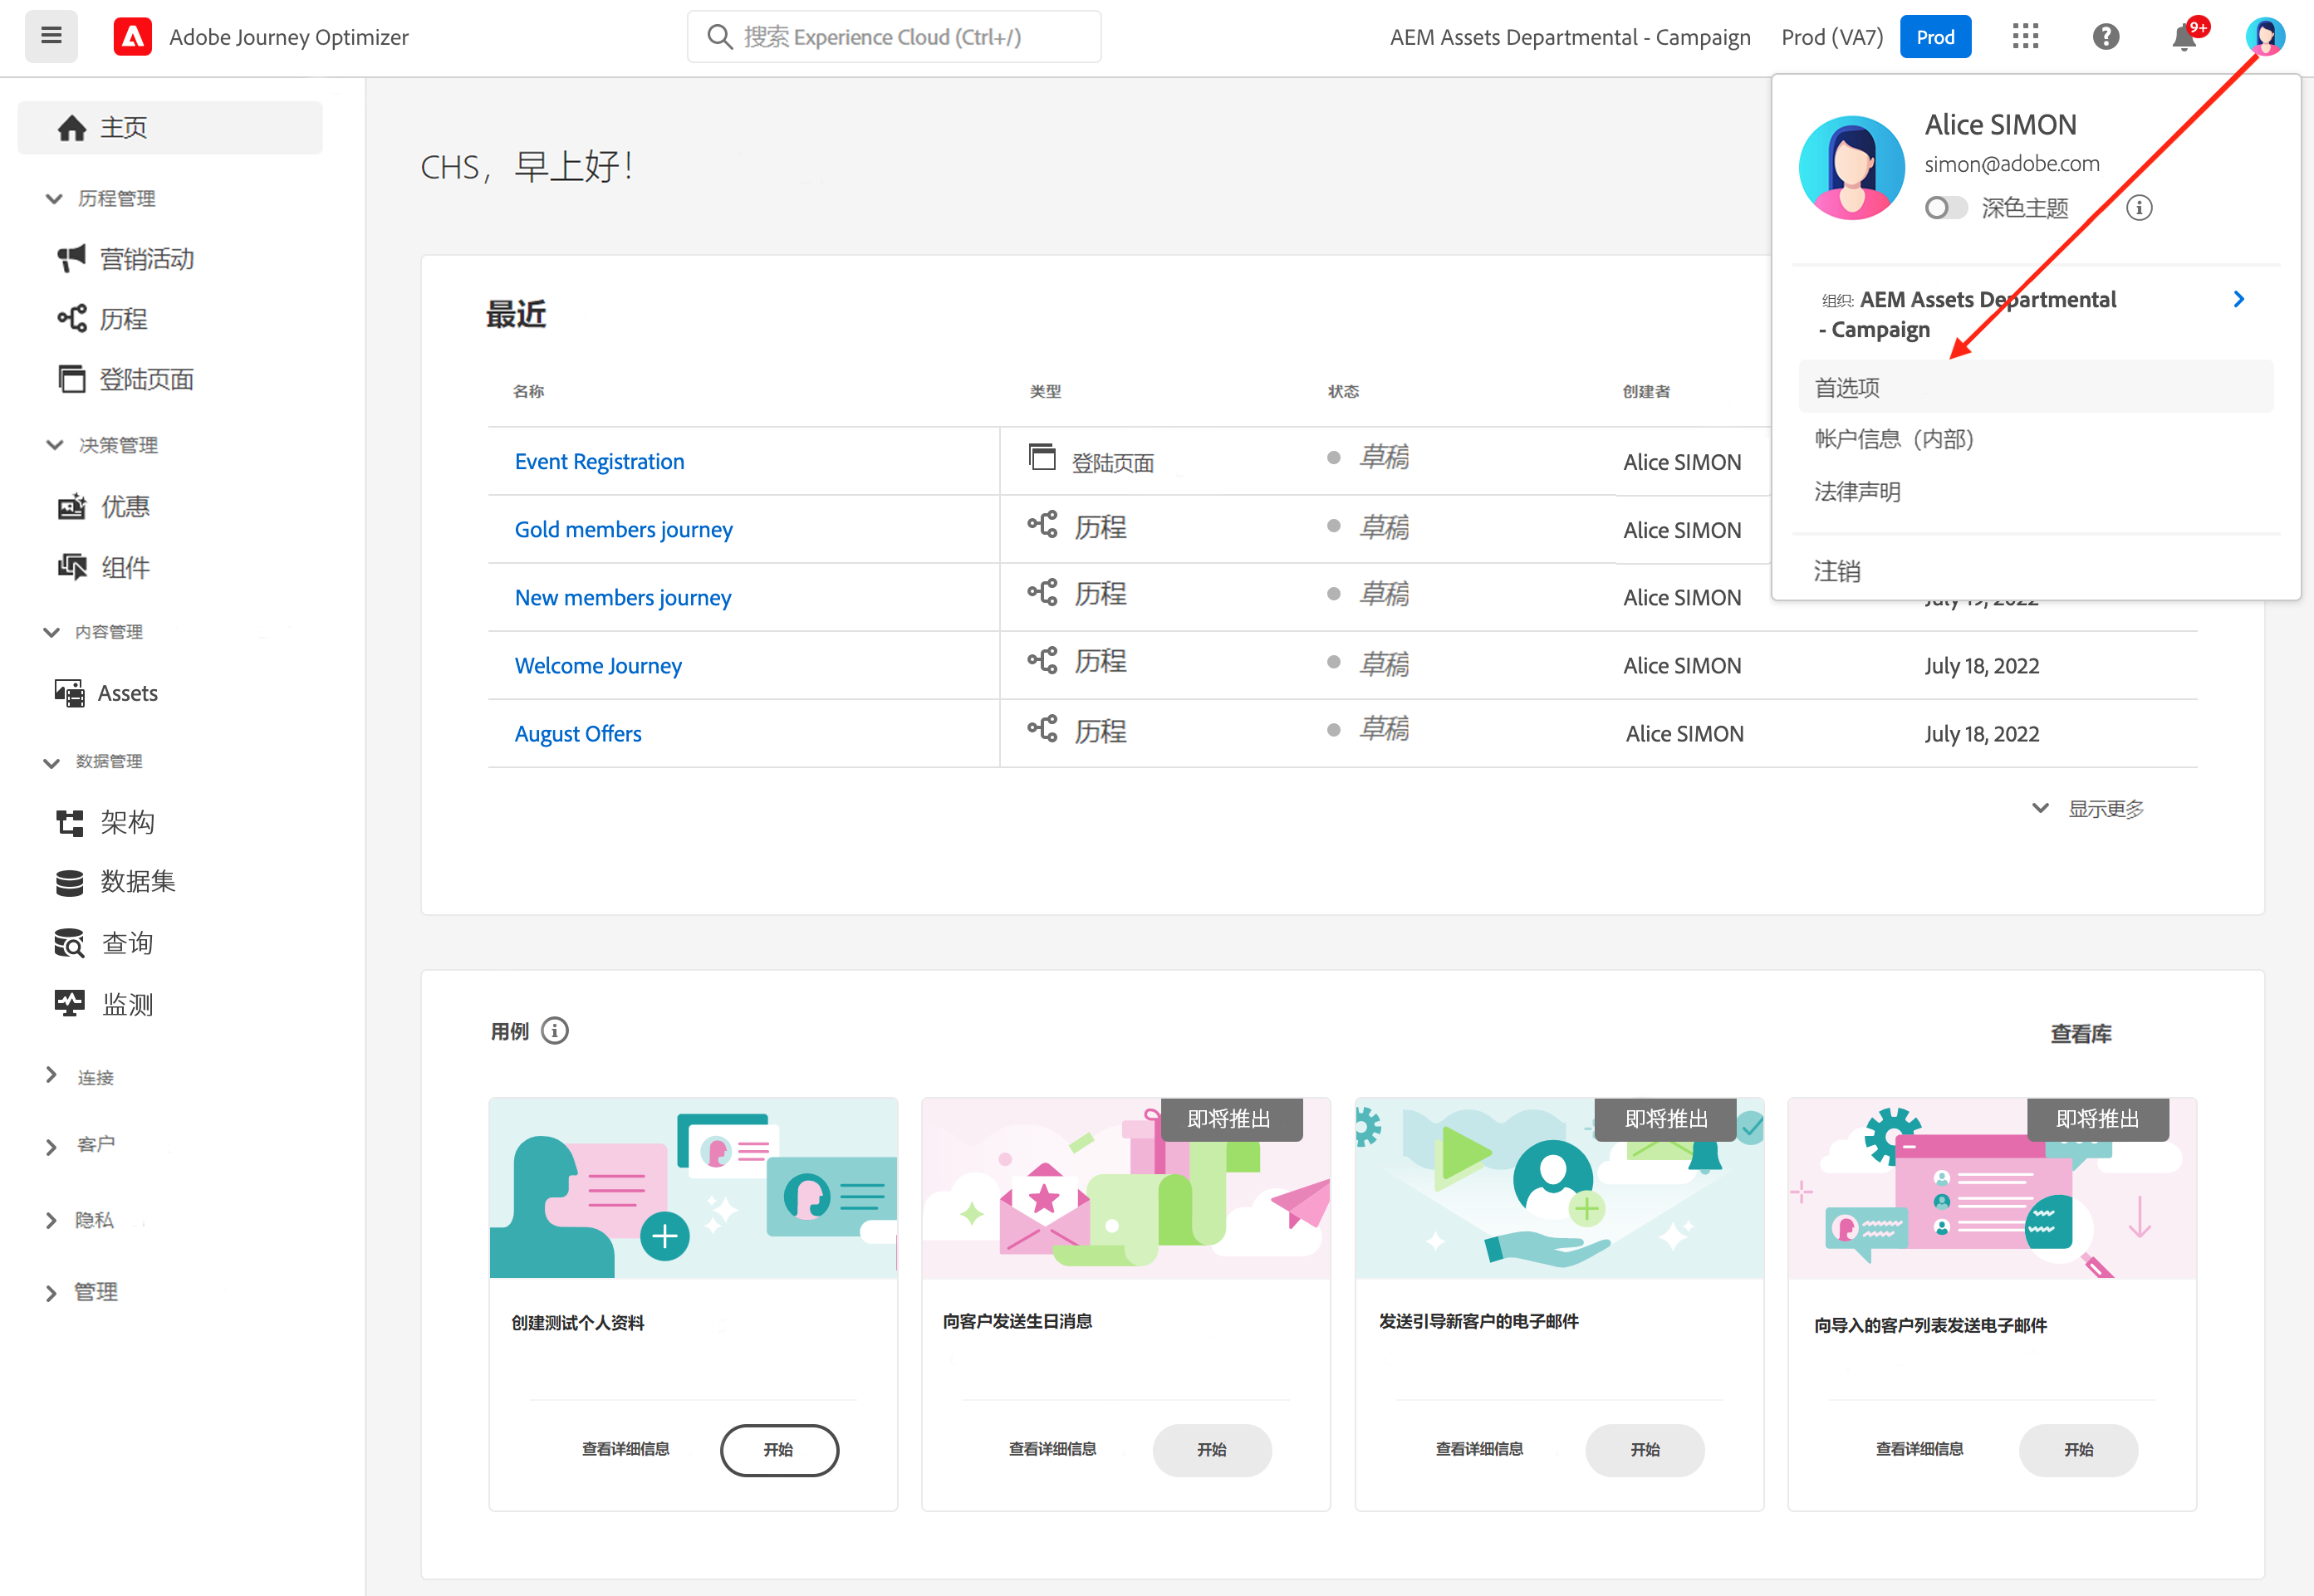 Adobe Journey Optimizer
搜索 Experience Cloud (Ctrl+/)
AEM Assets Departmental - Campaign
Prod (VA7)
Prod
9+
主页
历程管理
营销活动
历程
登陆页面
决策管理
优惠
组件
内容管理
Assets
数据管理
架构
数据集
查询
监测
连接
客户
隐私
管理
CHS，早上好！
Alice SIMON
simon@adobe.com
深色主题
组织: AEM Assets Departmental
- Campaign
首选项
帐户信息（内部）
法律声明
注销
最近
名称 类型 状态 创建者
Event Registration 登陆页面 草稿 Alice SIMON
Gold members journey 历程 草稿 Alice SIMON
New members journey 历程 草稿 Alice SIMON July 19, 2022
Welcome Journey 历程 草稿 Alice SIMON July 18, 2022
August Offers 历程 草稿 Alice SIMON July 18, 2022
显示更多
用例
查看库
创建测试个人资料
查看详细信息 开始
即将推出
向客户发送生日消息
查看详细信息 开始
即将推出
发送引导新客户的电子邮件
查看详细信息 开始
即将推出
向导入的客户列表发送电子邮件
查看详细信息 开始